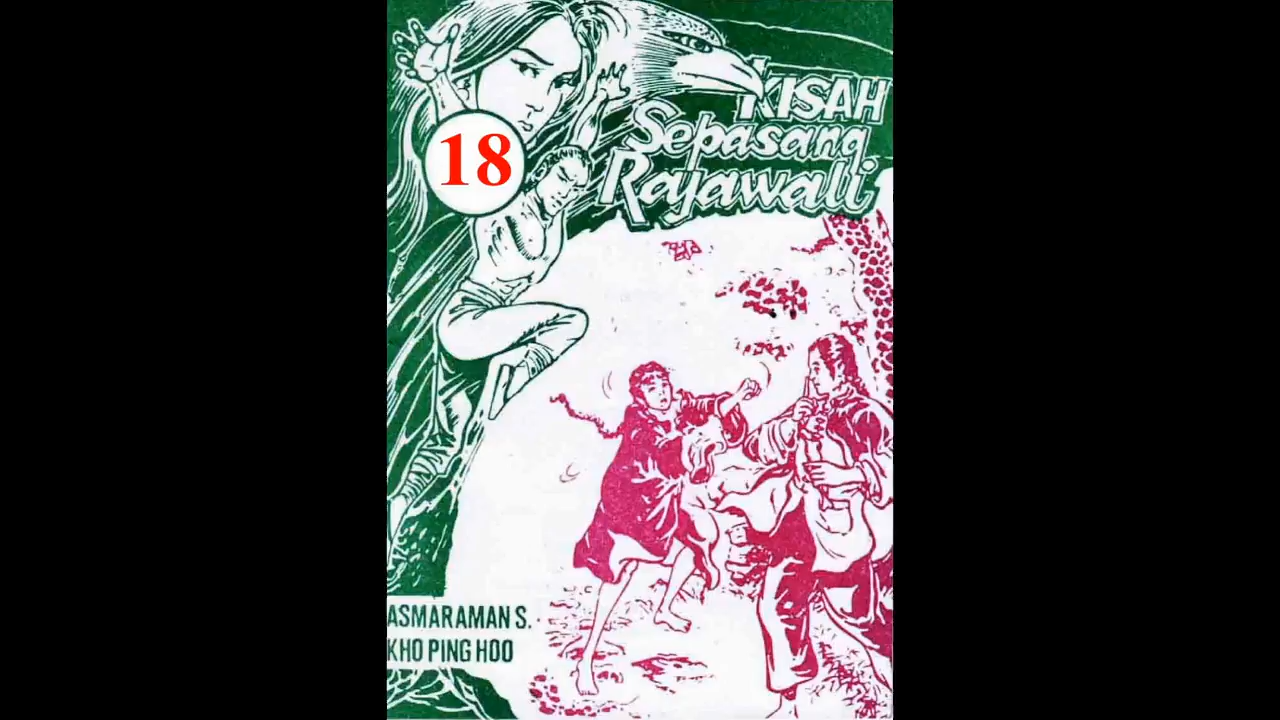 18
KISAH
Sepasang
Rajawali
ASMARAMAN S.
KHO PING HOO